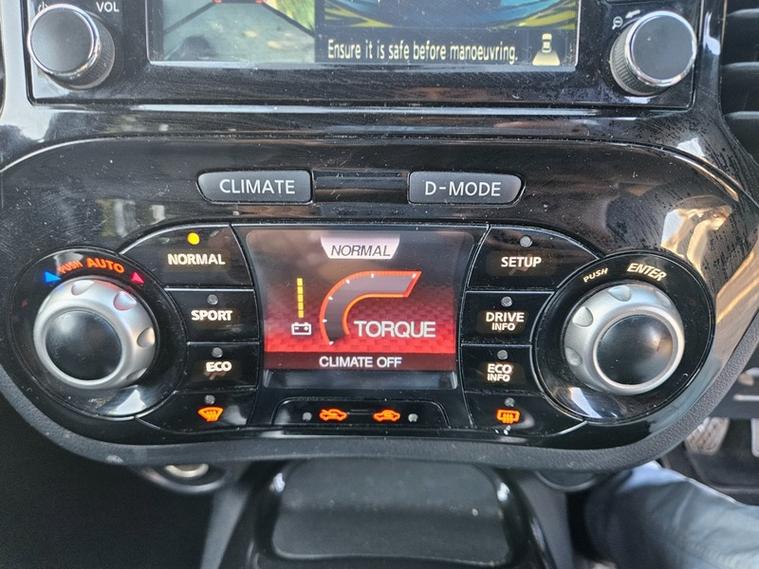 VOL
Ensure it is safe before manoeuvring.
CLIMATE
D-MODE
PUSH AUTO
NORMAL
NORMAL
SETUP
PUSH ENTER
SPORT
TORQUE
DRIVE
INFO
ECO
CLIMATE OFF
ECO
INFO